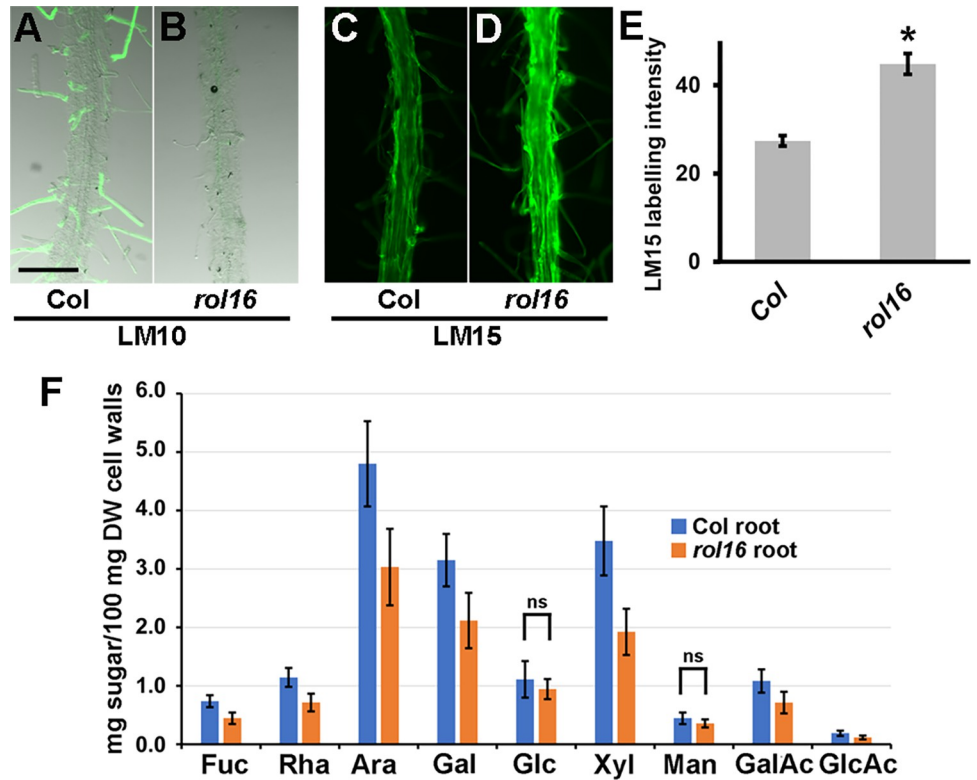 A
B
C
D
E
Col
rol16
LM10
Col
rol16
LM15
LM15 labelling intensity
40
20
0
*
Col
rol16
F
mg sugar/100 mg DW cell walls
6.0
5.0
4.0
3.0
2.0
1.0
0.0
Col root
rol16 root
ns
ns
Fuc Rha Ara Gal Glc Xyl Man GalAc GlcAc